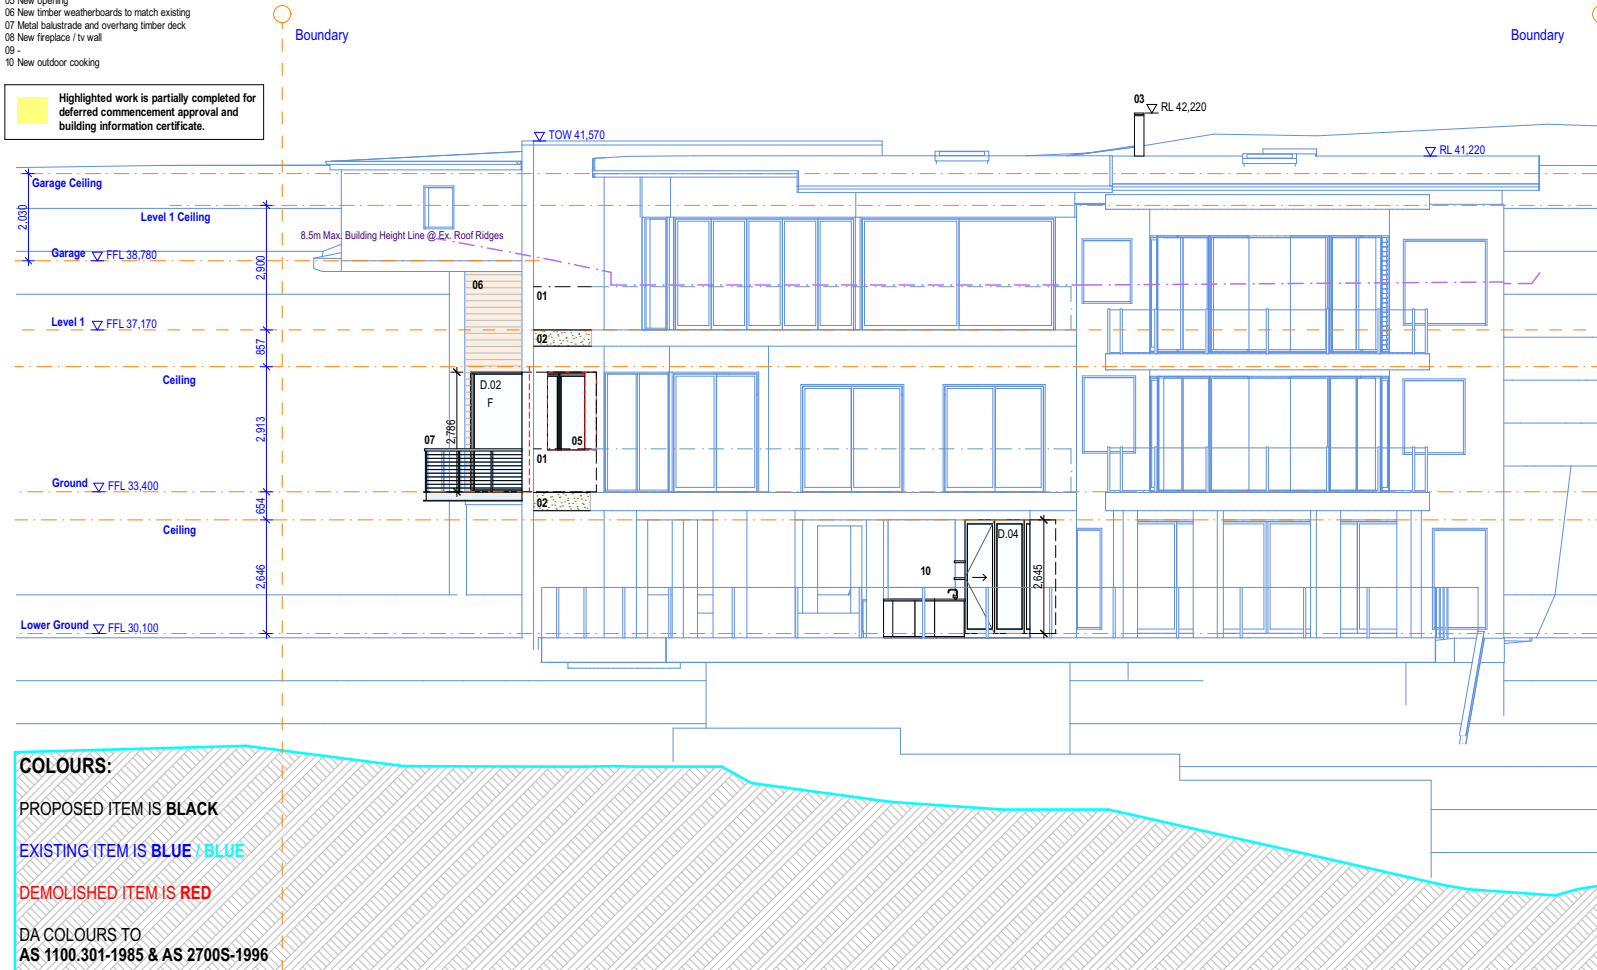 05 New opening
06 New timber weatherboards to match existing
07 Metal balustrade and overhang timber deck
08 New fireplace / tv wall
09 -
10 New outdoor cooking
Highlighted work is partially completed for
deferred commencement approval and
building information certificate.
Boundary
Boundary
03
RL 42,220
TOW 41,570
RL 41,220
Garage Ceiling
2,030
Level 1 Ceiling
8.5m Max. Building Height Line @ Ex. Roof Ridges
Garage FFL 38,780
2,900
06
01
Level 1 FFL 37,170
02
857
Ceiling
D.02
F
2,913
2,786
07
05
01
Ground FFL 33,400
02
654
Ceiling
D.04
10
2,646
2,645
Lower Ground FFL 30,100
COLOURS:
PROPOSED ITEM IS BLACK
EXISTING ITEM IS BLUE / BLUE
DEMOLISHED ITEM IS RED
DA COLOURS TO
AS 1100.301-1985 & AS 2700S-1996